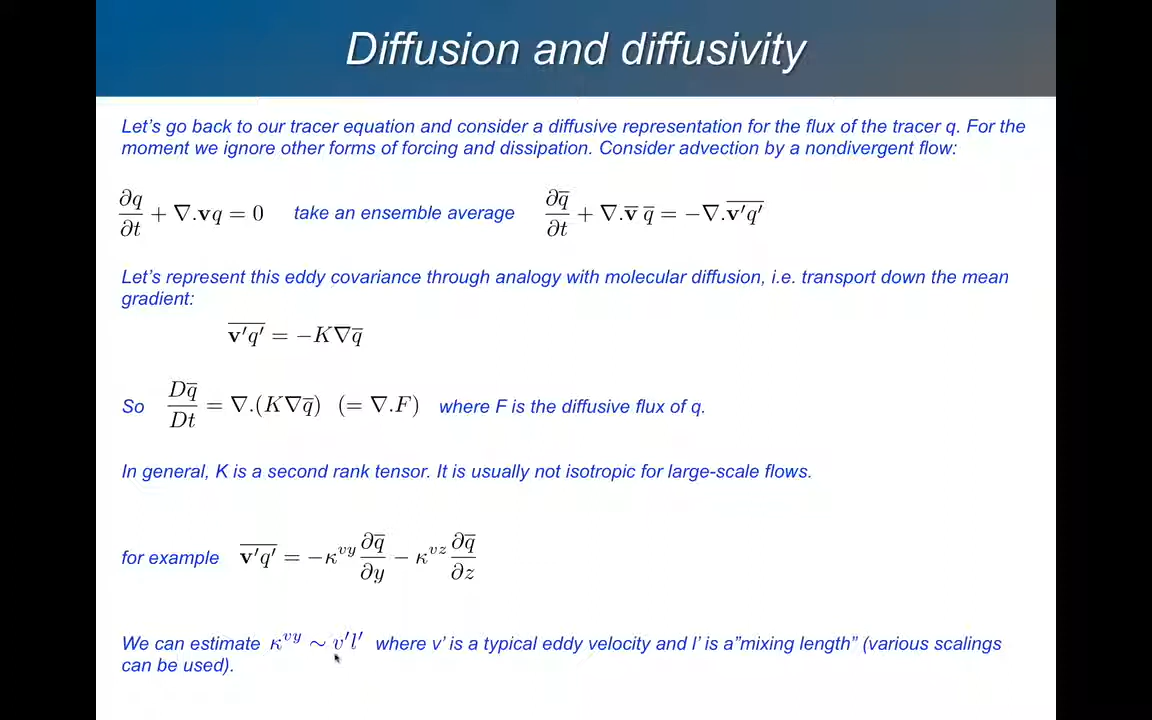 Diffusion and diffusivity
Let's go back to our tracer equation and consider a diffusive representation for the flux of the tracer q. For the
moment we ignore other forms of forcing and dissipation. Consider advection by a nondivergent flow:
∂q/∂t + ∇.𝐯q = 0 take an ensemble average ∂q̅/∂t + ∇.𝐯̅ q̅ = −∇.\overline{𝐯′q′}
Let's represent this eddy covariance through analogy with molecular diffusion, i.e. transport down the mean
gradient:
\overline{𝐯′q′} = −K∇q̅
So Dq̅/Dt = ∇.(K∇q̅) (= ∇.F) where F is the diffusive flux of q.
In general, K is a second rank tensor. It is usually not isotropic for large-scale flows.
for example \overline{𝐯′q′} = −κ^{vy} ∂q̅/∂y − κ^{vz} ∂q̅/∂z
We can estimate κ^{vy} ∼ v′l′ where v' is a typical eddy velocity and l' is a"mixing length" (various scalings
can be used).